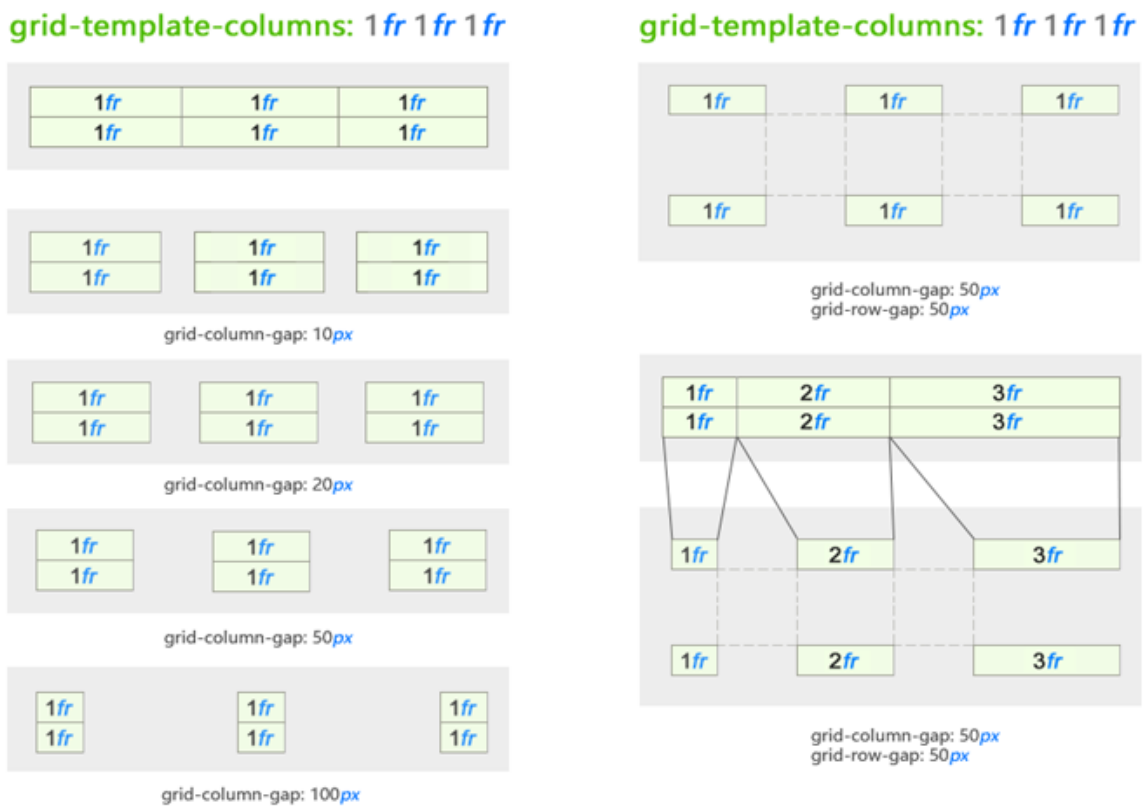 grid-template-columns: 1fr 1fr 1fr
1fr 1fr 1fr
1fr 1fr 1fr
1fr 1fr 1fr
1fr 1fr 1fr
grid-column-gap: 10px
1fr 1fr 1fr
1fr 1fr 1fr
grid-column-gap: 20px
1fr 1fr 1fr
1fr 1fr 1fr
grid-column-gap: 50px
1fr 1fr 1fr
1fr 1fr 1fr
grid-column-gap: 100px
grid-template-columns: 1fr 1fr 1fr
1fr 1fr 1fr
1fr 1fr 1fr
grid-column-gap: 50px
grid-row-gap: 50px
1fr 2fr 3fr
1fr 2fr 3fr
1fr 2fr 3fr
1fr 2fr 3fr
grid-column-gap: 50px
grid-row-gap: 50px